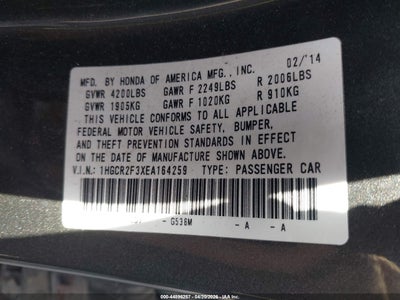 MFD. BY HONDA OF AMERICA MFG., INC. 02/'14
GVWR 4200LBS GAWR F 2249LBS R 2006LBS
GVWR 1905KG GAWR F 1020KG R 910KG
THIS VEHICLE CONFORMS TO ALL APPLICABLE
FEDERAL MOTOR VEHICLE SAFETY, BUMPER,
AND THEFT PREVENTION STANDARDS IN EFFECT
ON THE DATE OF MANUFACTURE SHOWN ABOVE.
V.I.N.: 1HGCR2F3XEA164259 TYPE: PASSENGER CAR
G536M - A - A